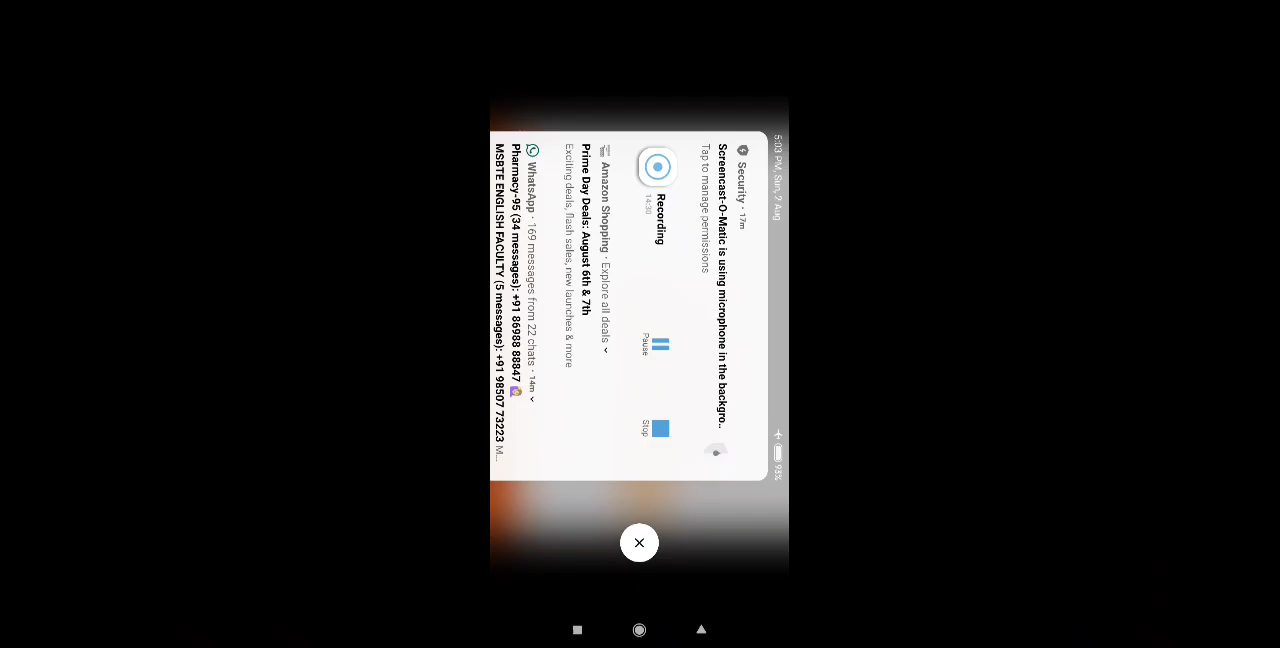 5:03 PM, Sun, 2 Aug
93%
Security · 17m
Screencast-O-Matic is using microphone in the backgro..
Tap to manage permissions
Recording
14:30
Pause
Stop
Amazon Shopping · Explore all deals
Prime Day Deals: August 6th & 7th
Exciting deals, flash sales, new launches & more
WhatsApp · 169 messages from 22 chats · 14m
Pharmacy-95 (34 messages): +91 86988 88847
MSBTE ENGLISH FACULTY (5 messages): +91 98507 73223 M...